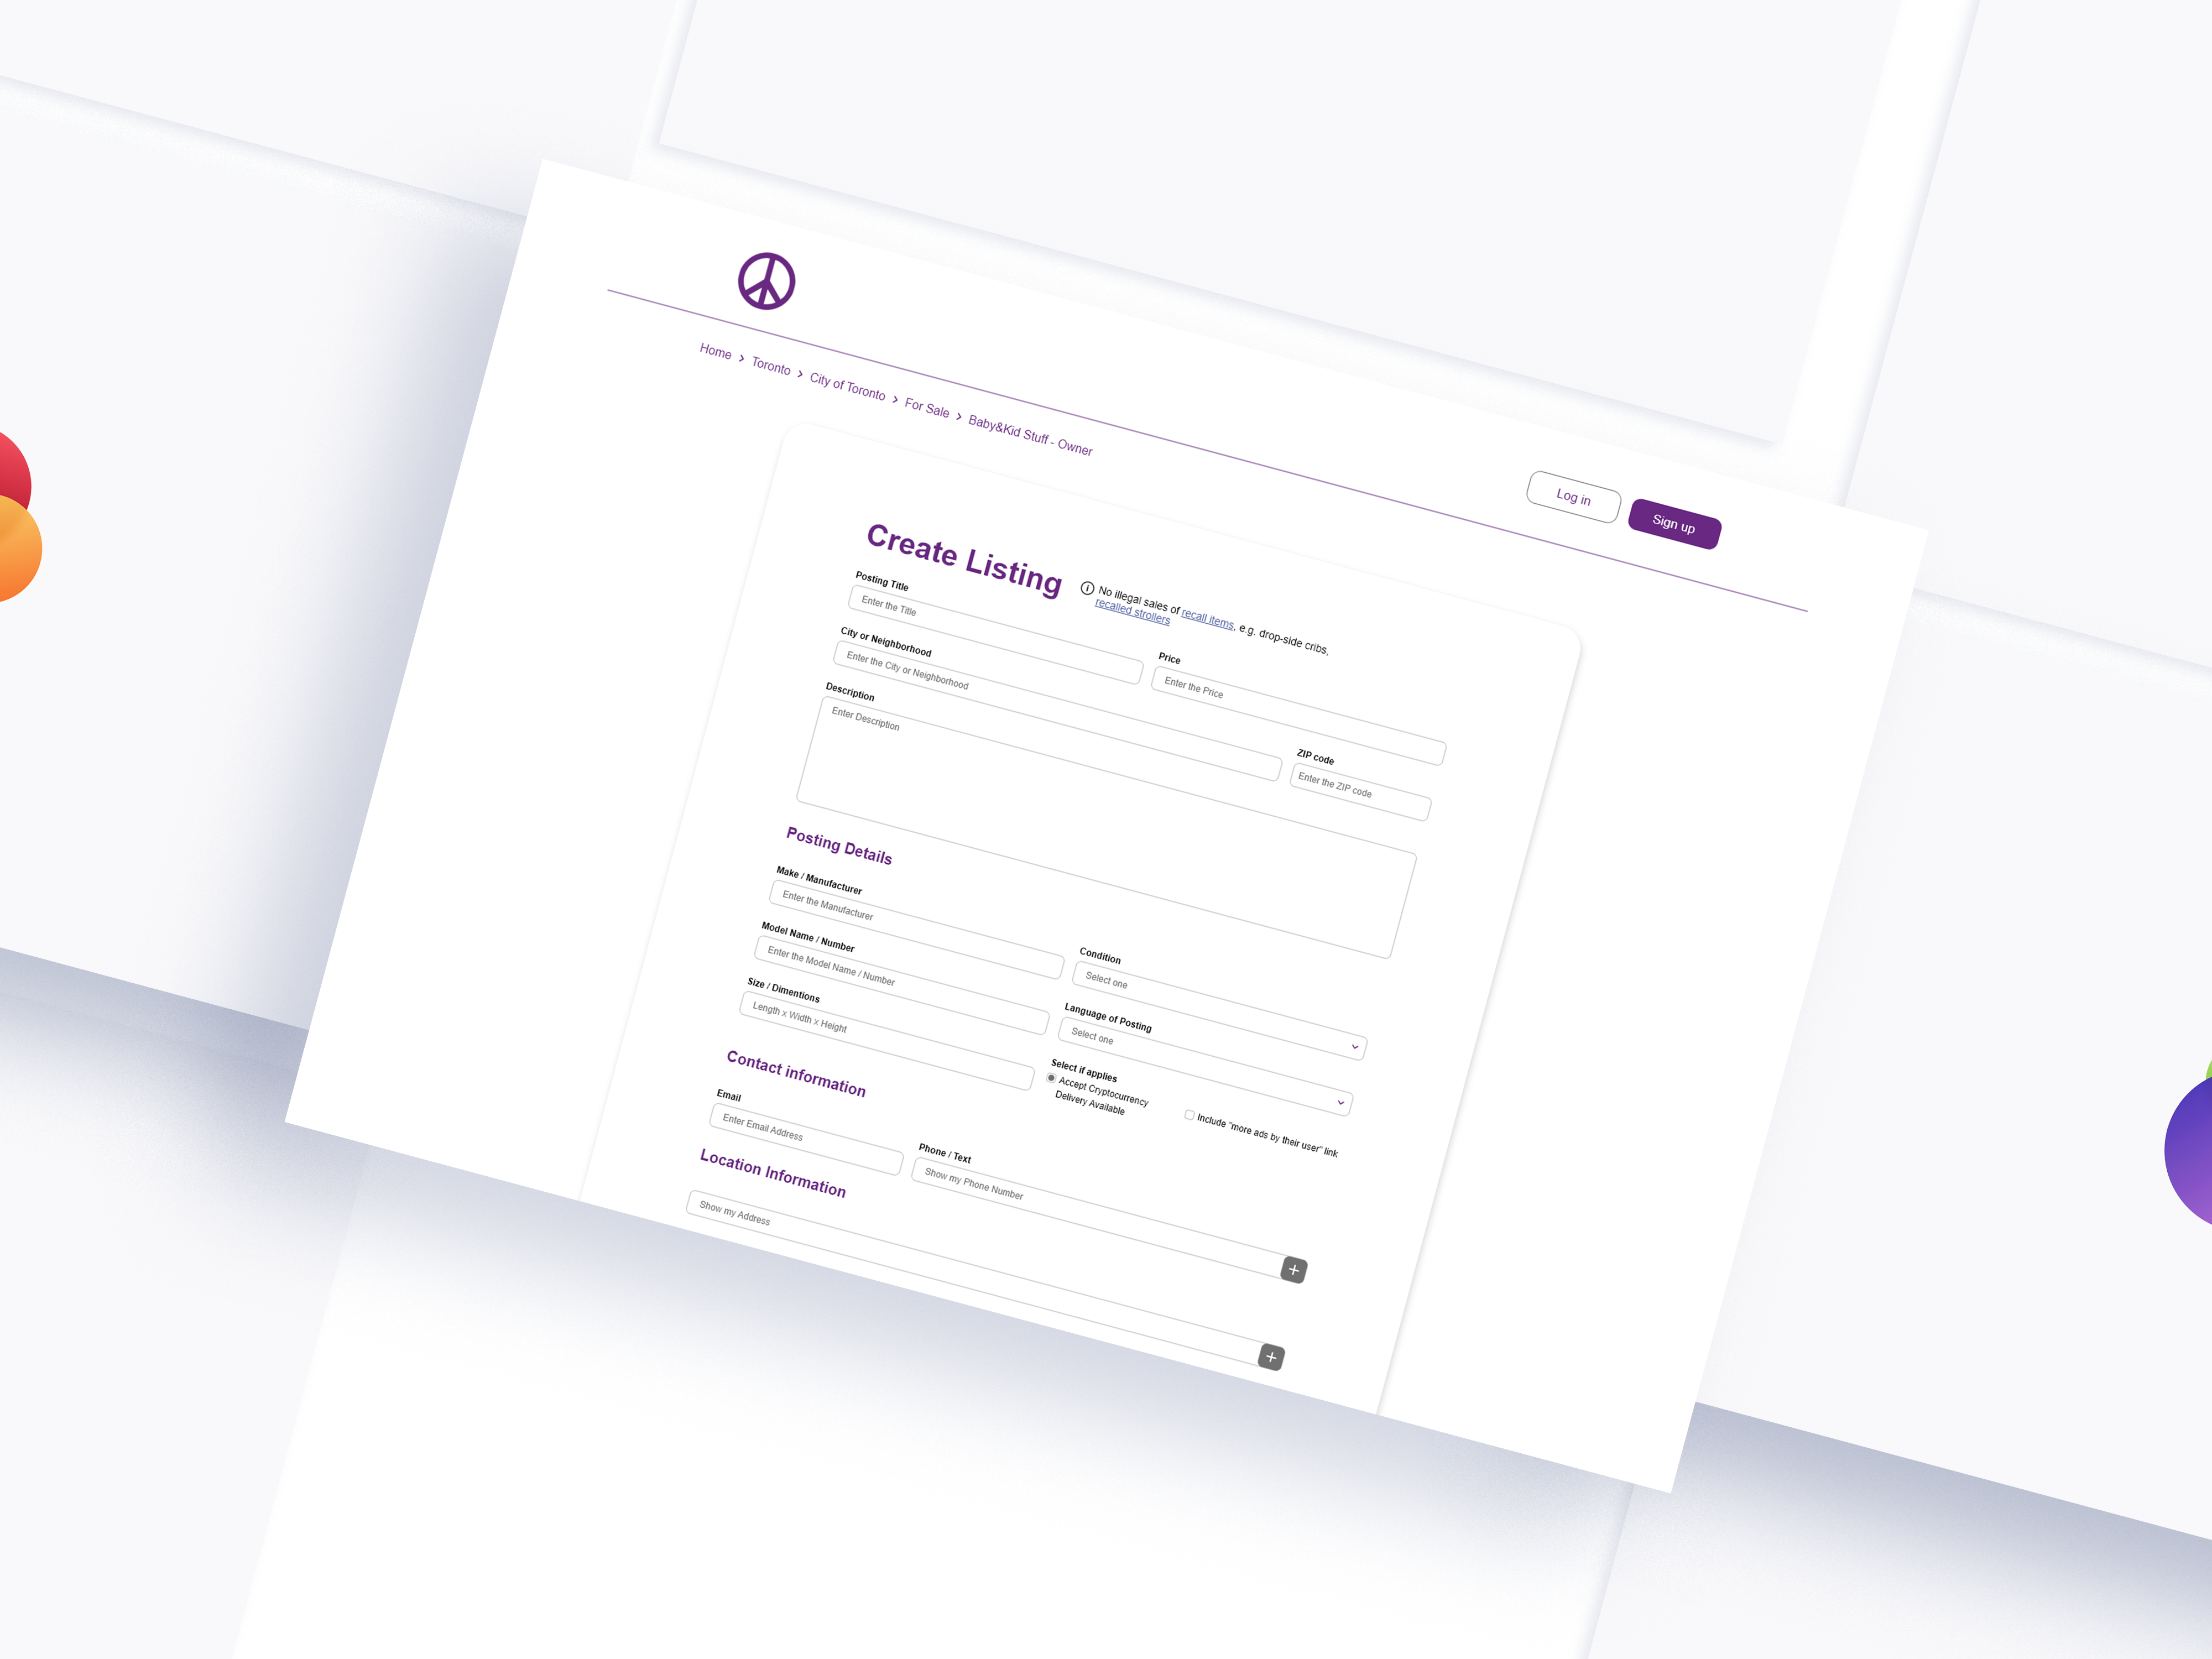 Log in
Sign up
Home > Toronto > City of Toronto > For Sale > Baby&Kid Stuff - Owner
Create Listing
No illegal sales of recall items, e.g. drop-side cribs,
recalled strollers
Posting Title
Enter the Title
Price
Enter the Price
City or Neighborhood
Enter the City or Neighborhood
ZIP code
Enter the ZIP code
Description
Enter Description
Posting Details
Make / Manufacturer
Enter the Manufacturer
Condition
Select one
Model Name / Number
Enter the Model Name / Number
Language of Posting
Select one
Size / Dimentions
Length x Width x Height
Select if applies
Accept Cryptocurrency
Delivery Available
Include "more ads by their user" link
Contact information
Email
Enter Email Address
Phone / Text
Show my Phone Number
Location Information
Show my Address